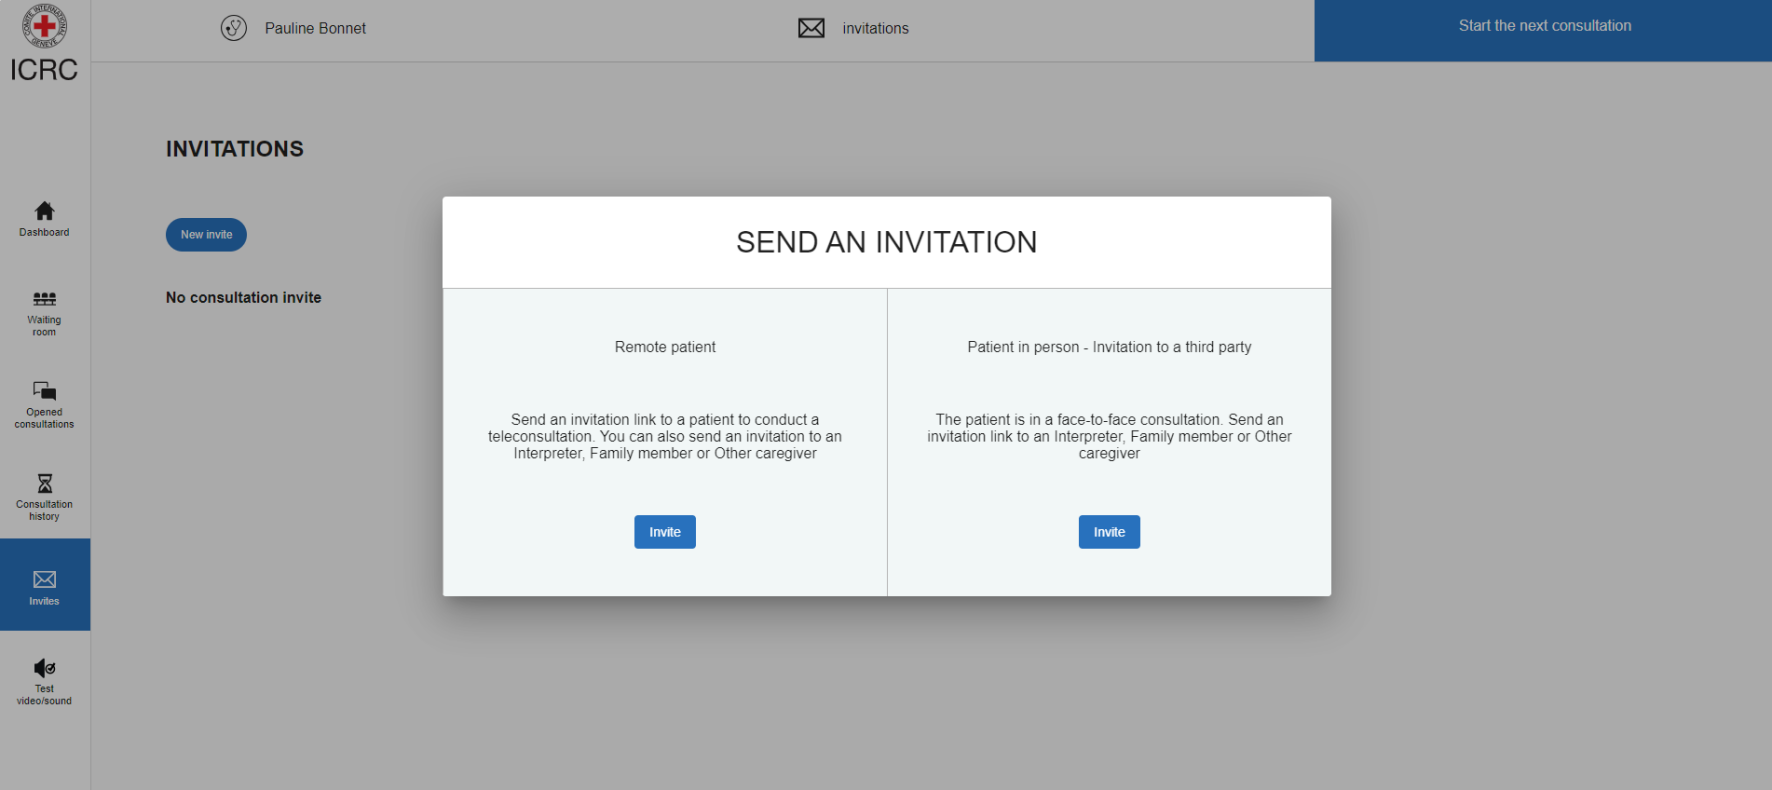 COMITÉ INTERNATIONAL
GENÈVE
ICRC
Pauline Bonnet
invitations
Start the next consultation
INVITATIONS
New invite
No consultation invite
Dashboard
Waiting
room
Opened
consultations
Consultation
history
Invites
Test
video/sound
SEND AN INVITATION
Remote patient
Send an invitation link to a patient to conduct a
teleconsultation. You can also send an invitation to an
Interpreter, Family member or Other caregiver
Invite
Patient in person - Invitation to a third party
The patient is in a face-to-face consultation. Send an
invitation link to an Interpreter, Family member or Other
caregiver
Invite